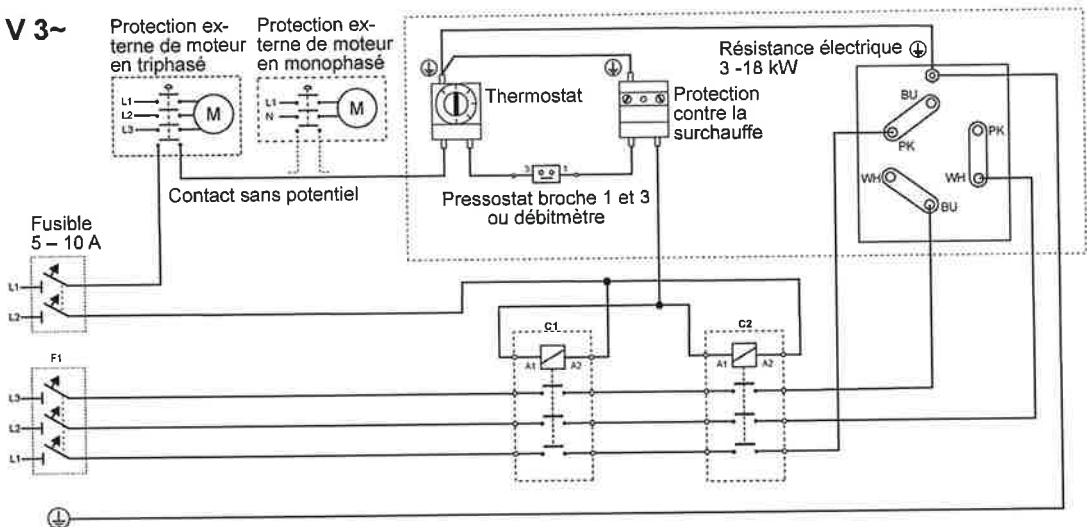 V 3~
Protection ex-
terne de moteur
en triphasé
Protection ex-
terne de moteur
en monophasé
L1
L2
L3
M
L1
N
M
Thermostat
Protection
contre la
surchauffe
Résistance électrique
3 -18 kW
BU
PK
PK
WH
WH
BU
Contact sans potentiel
3
1
Pressostat broche 1 et 3
ou débitmètre
Fusible
5 – 10 A
L1
L2
C1
C2
A1
A2
A1
A2
F1
L3
L2
L1